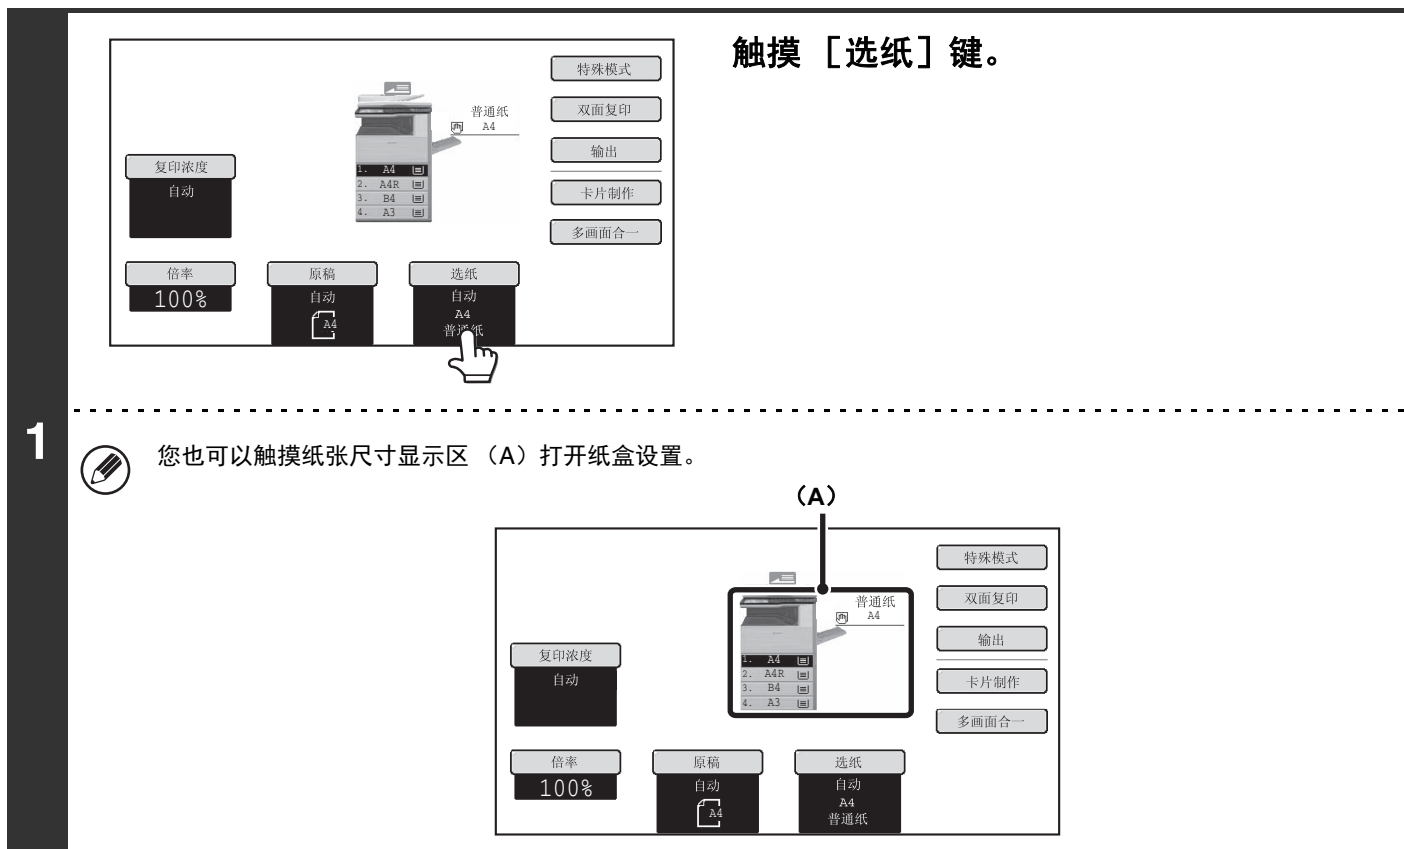 1
触摸 ［选纸］键。
特殊模式
普通纸
A4
双面复印
输出
复印浓度
自动
1. A4
2. A4R
3. B4
4. A3
卡片制作
多画面合一
倍率
100%
原稿
自动
A4
选纸
自动
A4
普通纸
您也可以触摸纸张尺寸显示区 （A）打开纸盒设置。
（A）
特殊模式
普通纸
A4
双面复印
输出
复印浓度
自动
1. A4
2. A4R
3. B4
4. A3
卡片制作
多画面合一
倍率
100%
原稿
自动
A4
选纸
自动
A4
普通纸